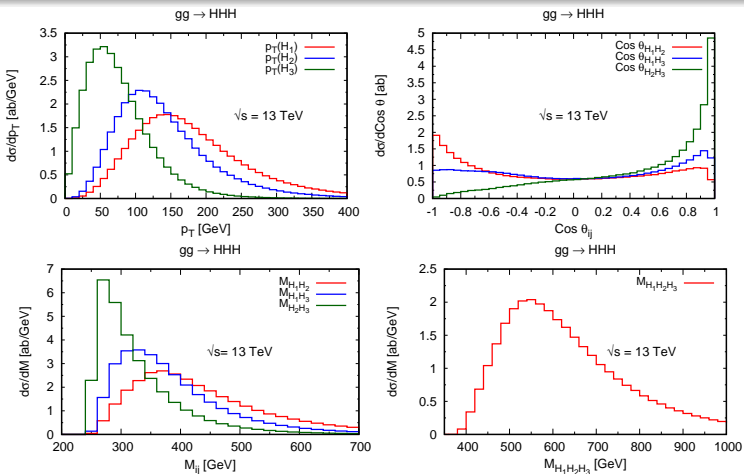 gg → HHH
dσ/dp_T [ab/GeV]
3.5
3
2.5
2
1.5
1
0.5
0
p_T(H_1)
p_T(H_2)
p_T(H_3)
√s = 13 TeV
0 50 100 150 200 250 300 350 400
p_T [GeV]
gg → HHH
dσ/dCos θ [ab]
5
4.5
4
3.5
3
2.5
2
1.5
1
0.5
0
Cos θ_{H_1H_2}
Cos θ_{H_1H_3}
Cos θ_{H_2H_3}
√s = 13 TeV
-1 -0.8 -0.6 -0.4 -0.2 0 0.2 0.4 0.6 0.8 1
Cos θ_{ij}
gg → HHH
dσ/dM [ab/GeV]
7
6
5
4
3
2
1
0
M_{H_1H_2}
M_{H_1H_3}
M_{H_2H_3}
√s= 13 TeV
200 300 400 500 600 700
M_{ij} [GeV]
gg → HHH
dσ/dM [ab/GeV]
2.5
2
1.5
1
0.5
0
M_{H_1H_2H_3}
√s = 13 TeV
400 500 600 700 800 900 1000
M_{H_1H_2H_3} [GeV]